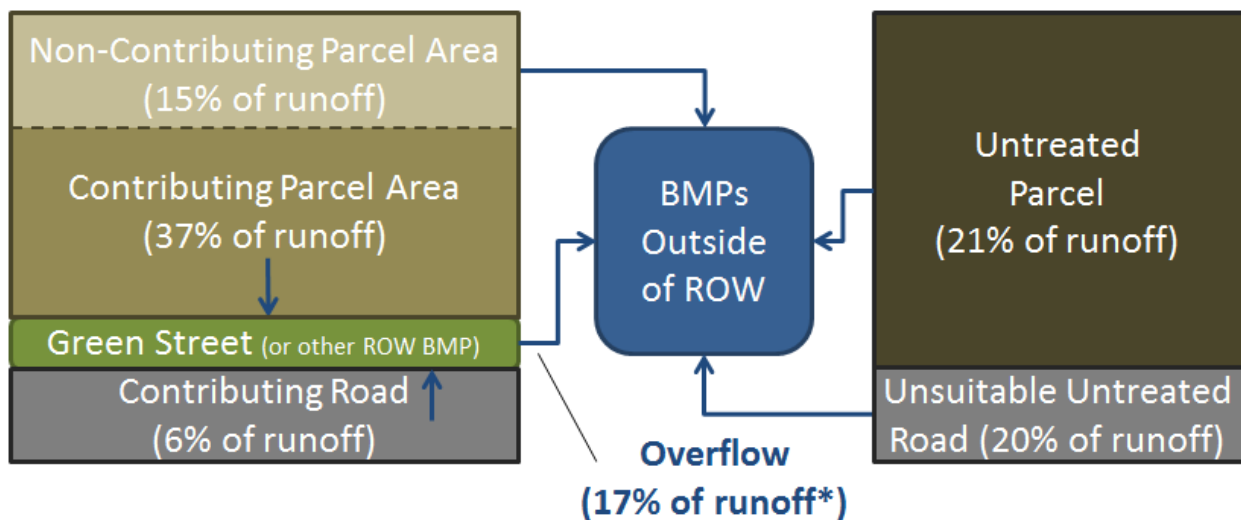 Non-Contributing Parcel Area
(15% of runoff)
Contributing Parcel Area
(37% of runoff)
Green Street (or other ROW BMP)
Contributing Road
(6% of runoff)
BMPs
Outside
of ROW
Overflow
(17% of runoff*)
Untreated
Parcel
(21% of runoff)
Unsuitable Untreated
Road (20% of runoff)